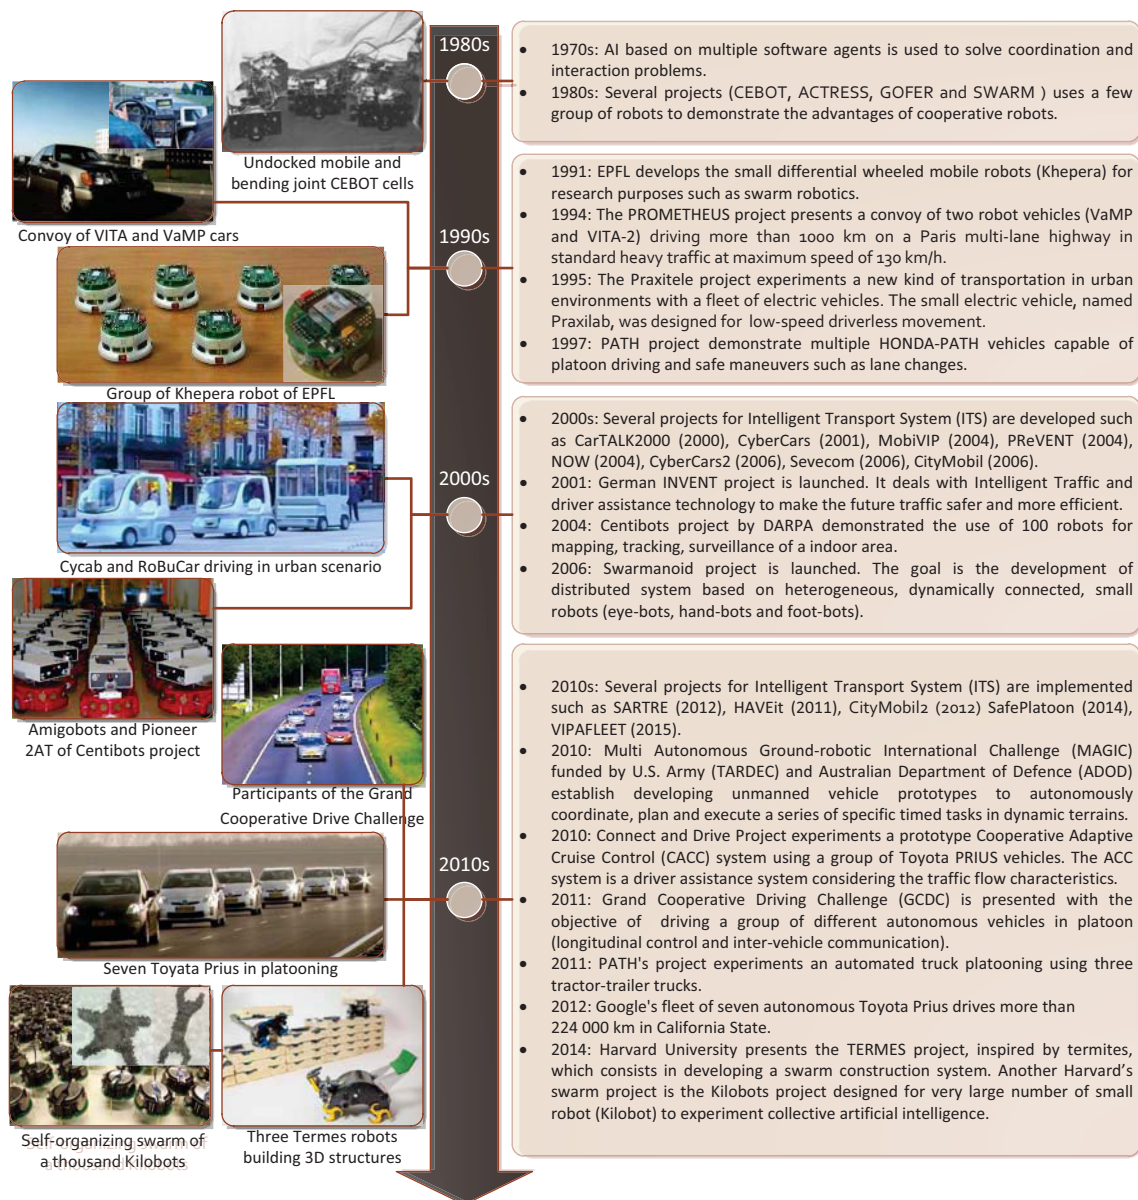 1980s
Undocked mobile and
bending joint CEBOT cells
Convoy of VITA and VaMP cars
1990s
Group of Khepera robot of EPFL
2000s
Cycab and RoBuCar driving in urban scenario
Amigobots and Pioneer
2AT of Centibots project
Participants of the Grand
Cooperative Drive Challenge
2010s
Seven Toyata Prius in platooning
Self-organizing swarm of
a thousand Kilobots
Three Termes robots
building 3D structures
• 1970s: AI based on multiple software agents is used to solve coordination and
interaction problems.
• 1980s: Several projects (CEBOT, ACTRESS, GOFER and SWARM ) uses a few
group of robots to demonstrate the advantages of cooperative robots.
• 1991: EPFL develops the small differential wheeled mobile robots (Khepera) for
research purposes such as swarm robotics.
• 1994: The PROMETHEUS project presents a convoy of two robot vehicles (VaMP
and VITA-2) driving more than 1000 km on a Paris multi-lane highway in
standard heavy traffic at maximum speed of 130 km/h.
• 1995: The Praxitele project experiments a new kind of transportation in urban
environments with a fleet of electric vehicles. The small electric vehicle, named
Praxilab, was designed for low-speed driverless movement.
• 1997: PATH project demonstrate multiple HONDA-PATH vehicles capable of
platoon driving and safe maneuvers such as lane changes.
• 2000s: Several projects for Intelligent Transport System (ITS) are developed such
as CarTALK2000 (2000), CyberCars (2001), MobiVIP (2004), PReVENT (2004),
NOW (2004), CyberCars2 (2006), Sevecom (2006), CityMobil (2006).
• 2001: German INVENT project is launched. It deals with Intelligent Traffic and
driver assistance technology to make the future traffic safer and more efficient.
• 2004: Centibots project by DARPA demonstrated the use of 100 robots for
mapping, tracking, surveillance of a indoor area.
• 2006: Swarmanoid project is launched. The goal is the development of
distributed system based on heterogeneous, dynamically connected, small
robots (eye-bots, hand-bots and foot-bots).
• 2010s: Several projects for Intelligent Transport System (ITS) are implemented
such as SARTRE (2012), HAVEit (2011), CityMobil2 (2012) SafePlatoon (2014),
VIPAFLEET (2015).
• 2010: Multi Autonomous Ground-robotic International Challenge (MAGIC)
funded by U.S. Army (TARDEC) and Australian Department of Defence (ADOD)
establish developing unmanned vehicle prototypes to autonomously
coordinate, plan and execute a series of specific timed tasks in dynamic terrains.
• 2010: Connect and Drive Project experiments a prototype Cooperative Adaptive
Cruise Control (CACC) system using a group of Toyota PRIUS vehicles. The ACC
system is a driver assistance system considering the traffic flow characteristics.
• 2011: Grand Cooperative Driving Challenge (GCDC) is presented with the
objective of driving a group of different autonomous vehicles in platoon
(longitudinal control and inter-vehicle communication).
• 2011: PATH's project experiments an automated truck platooning using three
tractor-trailer trucks.
• 2012: Google's fleet of seven autonomous Toyota Prius drives more than
224 000 km in California State.
• 2014: Harvard University presents the TERMES project, inspired by termites,
which consists in developing a swarm construction system. Another Harvard's
swarm project is the Kilobots project designed for very large number of small
robot (Kilobot) to experiment collective artificial intelligence.